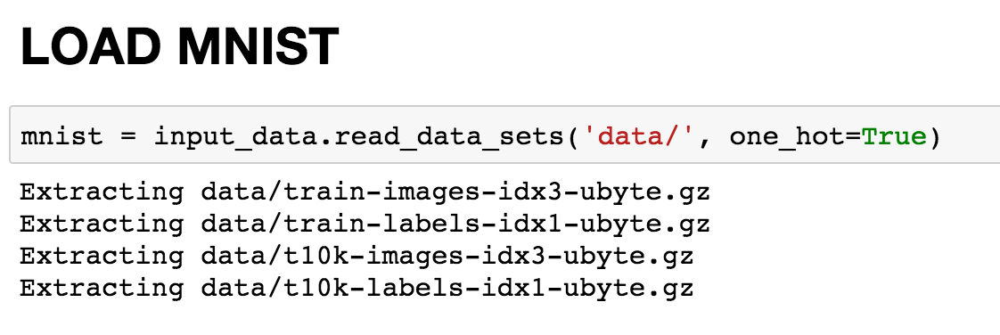 LOAD MNIST
mnist = input_data.read_data_sets('data/', one_hot=True)
Extracting data/train-images-idx3-ubyte.gz
Extracting data/train-labels-idx1-ubyte.gz
Extracting data/t10k-images-idx3-ubyte.gz
Extracting data/t10k-labels-idx1-ubyte.gz